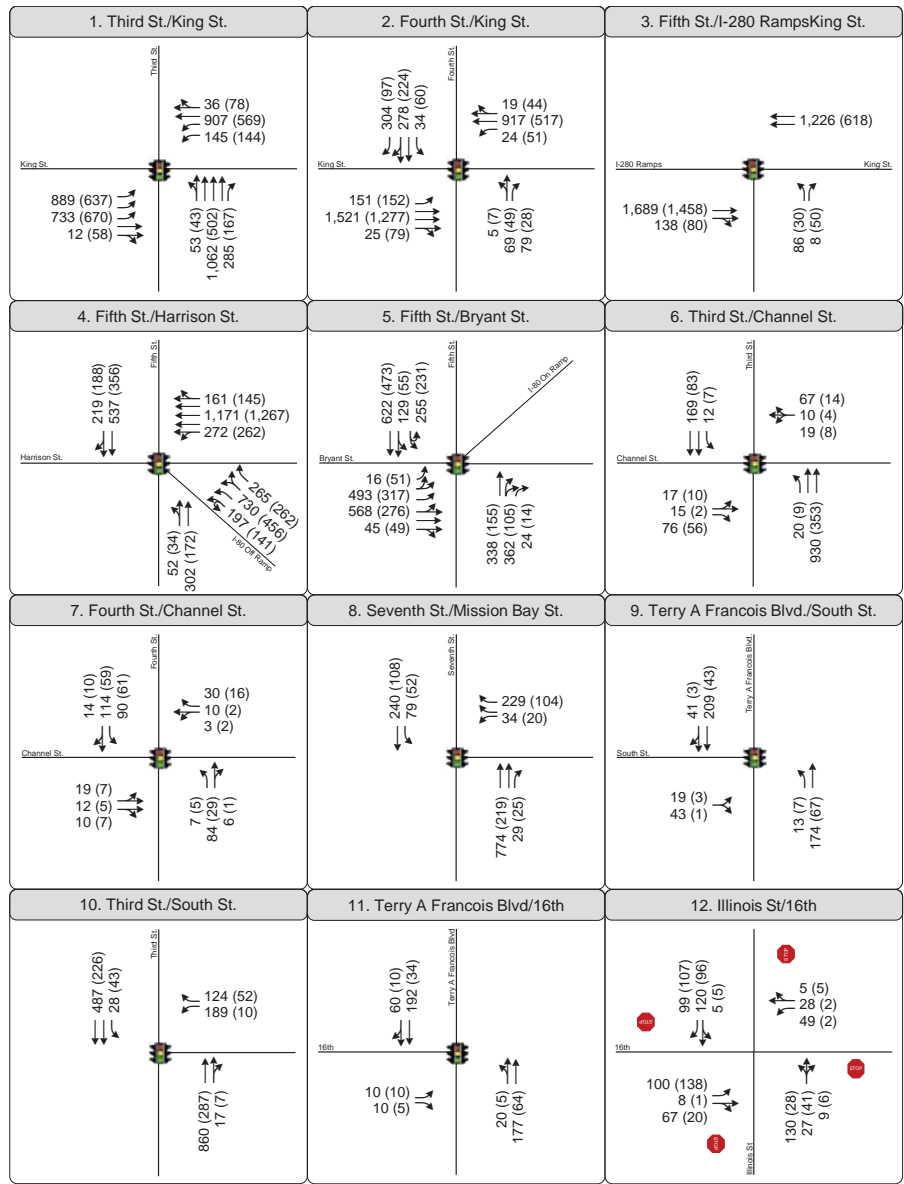 1. Third St./King St.
Third St.
36 (78)
907 (569)
145 (144)
King St.
889 (637)
733 (670)
12 (58)
53 (43)
1,062 (502)
285 (167)
2. Fourth St./King St.
Fourth St.
304 (97)
278 (224)
34 (60)
19 (44)
917 (517)
24 (51)
King St.
151 (152)
1,521 (1,277)
25 (79)
5 (7)
69 (49)
79 (28)
3. Fifth St./I-280 RampsKing St.
1,226 (618)
I-280 Ramps
King St.
1,689 (1,458)
138 (80)
86 (30)
8 (50)
4. Fifth St./Harrison St.
Fifth St.
219 (188)
537 (356)
161 (145)
1,171 (1,267)
272 (262)
Harrison St.
265 (262)
730 (456)
197 (141)
I-80 Off Ramp
52 (34)
302 (172)
5. Fifth St./Bryant St.
Fifth St.
I-80 On Ramp
622 (473)
129 (55)
255 (231)
Bryant St.
16 (51)
493 (317)
568 (276)
45 (49)
338 (155)
362 (105)
24 (14)
6. Third St./Channel St.
Third St.
169 (83)
12 (7)
67 (14)
10 (4)
19 (8)
Channel St.
17 (10)
15 (2)
76 (56)
20 (9)
930 (353)
7. Fourth St./Channel St.
Fourth St.
14 (10)
114 (59)
90 (61)
30 (16)
10 (2)
3 (2)
Channel St.
19 (7)
12 (5)
10 (7)
7 (5)
84 (29)
6 (1)
8. Seventh St./Mission Bay St.
Seventh St.
240 (108)
79 (52)
229 (104)
34 (20)
774 (219)
29 (25)
9. Terry A Francois Blvd./South St.
Terry A Francois Blvd.
41 (3)
209 (43)
South St.
19 (3)
43 (1)
13 (7)
174 (67)
10. Third St./South St.
Third St.
487 (226)
28 (43)
124 (52)
189 (10)
860 (287)
17 (7)
11. Terry A Francois Blvd/16th
Terry A Francois Blvd
60 (10)
192 (34)
16th
10 (10)
10 (5)
20 (5)
177 (64)
12. Illinois St/16th
STOP
99 (107)
120 (96)
5 (5)
5 (5)
28 (2)
49 (2)
STOP
16th
STOP
100 (138)
8 (1)
67 (20)
130 (28)
27 (41)
9 (6)
STOP
Illinois St